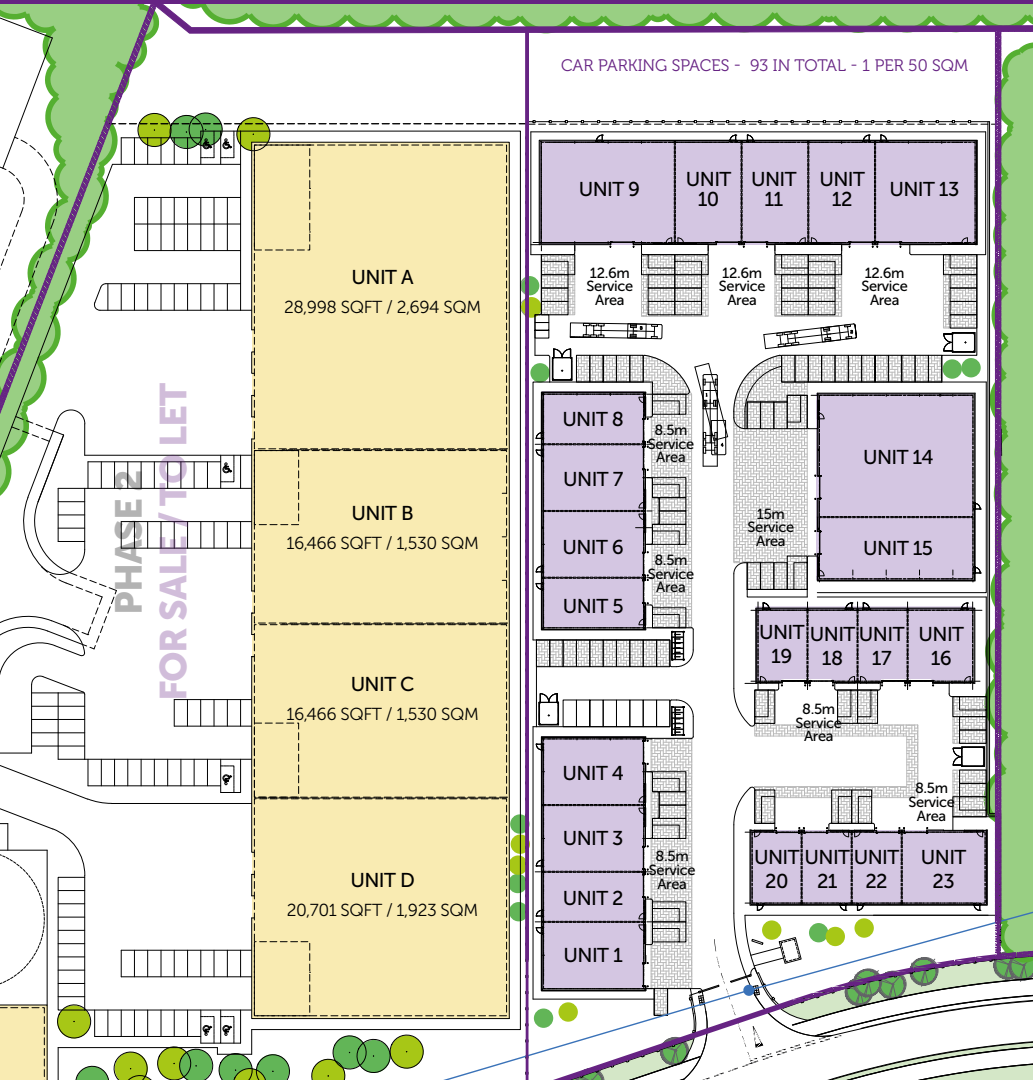 CAR PARKING SPACES - 93 IN TOTAL - 1 PER 50 SQM
UNIT 9
UNIT
10
UNIT
11
UNIT
12
UNIT 13
12.6m
Service
Area
12.6m
Service
Area
12.6m
Service
Area
UNIT A
28,998 SQFT / 2,694 SQM
UNIT B
16,466 SQFT / 1,530 SQM
UNIT C
16,466 SQFT / 1,530 SQM
UNIT D
20,701 SQFT / 1,923 SQM
PHASE 2
FOR SALE / TO LET
UNIT 8
UNIT 7
UNIT 6
UNIT 5
8.5m
Service
Area
8.5m
Service
Area
UNIT 14
UNIT 15
15m
Service
Area
UNIT
19
UNIT
18
UNIT
17
UNIT
16
8.5m
Service
Area
8.5m
Service
Area
UNIT 4
UNIT 3
UNIT 2
UNIT 1
8.5m
Service
Area
UNIT
20
UNIT
21
UNIT
22
UNIT
23